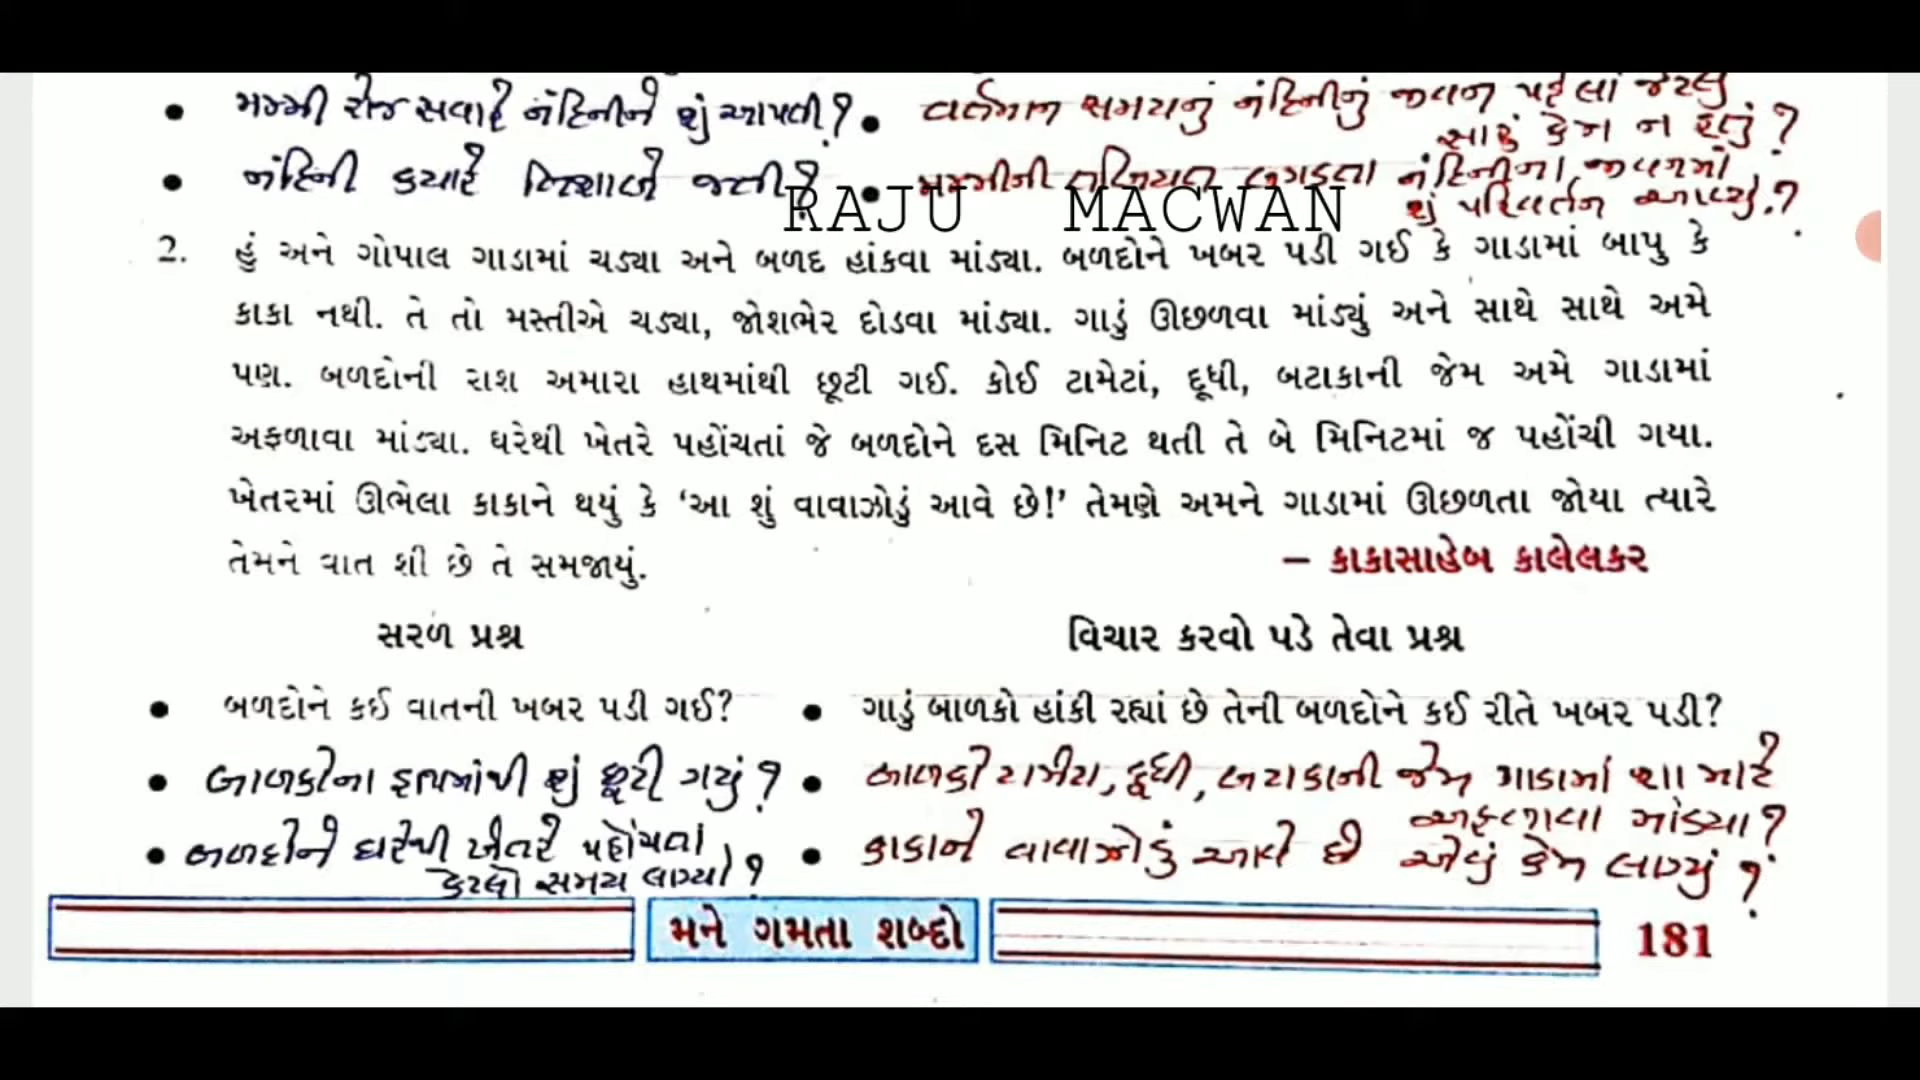 • મમ્મી રોજ સવારે નંદિનીને શું આપતી? • વર્તમાન સમયનું નંદિનીનું જીવન પહેલાં જેટલું
સારું કેમ ન હતું?
• નંદિની ક્યારે નિશાળે જતી? • મમ્મીની તબિયત બગડતા નંદિનીના જીવનમાં
શું પરિવર્તન આવ્યું?
RAJU MACWAN
2. હું અને ગોપાલ ગાડામાં ચડ્યા અને બળદ હાંકવા માંડ્યા. બળદોને ખબર પડી ગઈ કે ગાડામાં બાપુ કે
કાકા નથી. તે તો મસ્તીએ ચડ્યા, જોશભેર દોડવા માંડ્યા. ગાડું ઊછળવા માંડ્યું અને સાથે સાથે અમે
પણ. બળદોની રાશ અમારા હાથમાંથી છૂટી ગઈ. કોઈ ટામેટાં, દૂધી, બટાકાની જેમ અમે ગાડામાં
અફળાવા માંડ્યા. ઘરેથી ખેતરે પહોંચતાં જે બળદોને દસ મિનિટ થતી તે બે મિનિટમાં જ પહોંચી ગયા.
ખેતરમાં ઊભેલા કાકાને થયું કે ‘આ શું વાવાઝોડું આવે છે!’ તેમણે અમને ગાડામાં ઊછળતા જોયા ત્યારે
તેમને વાત શી છે તે સમજાયું. – કાકાસાહેબ કાલેલકર
સરળ પ્રશ્ન વિચાર કરવો પડે તેવા પ્રશ્ન
• બળદોને કઈ વાતની ખબર પડી ગઈ? • ગાડું બાળકો હાંકી રહ્યાં છે તેની બળદોને કઈ રીતે ખબર પડી?
• બાળકોના હાથમાંથી શું છૂટી ગયું? • બાળકો ટામેટા, દૂધી, બટાકાની જેમ ગાડામાં શા માટે
અફળાવા માંડ્યા?
• બળદોને ઘરેથી ખેતરે પહોંચતા • કાકાને વાવાઝોડું આવે છે એવું કેમ લાગ્યું?
કેટલો સમય લાગ્યો?
મને ગમતા શબ્દો 181